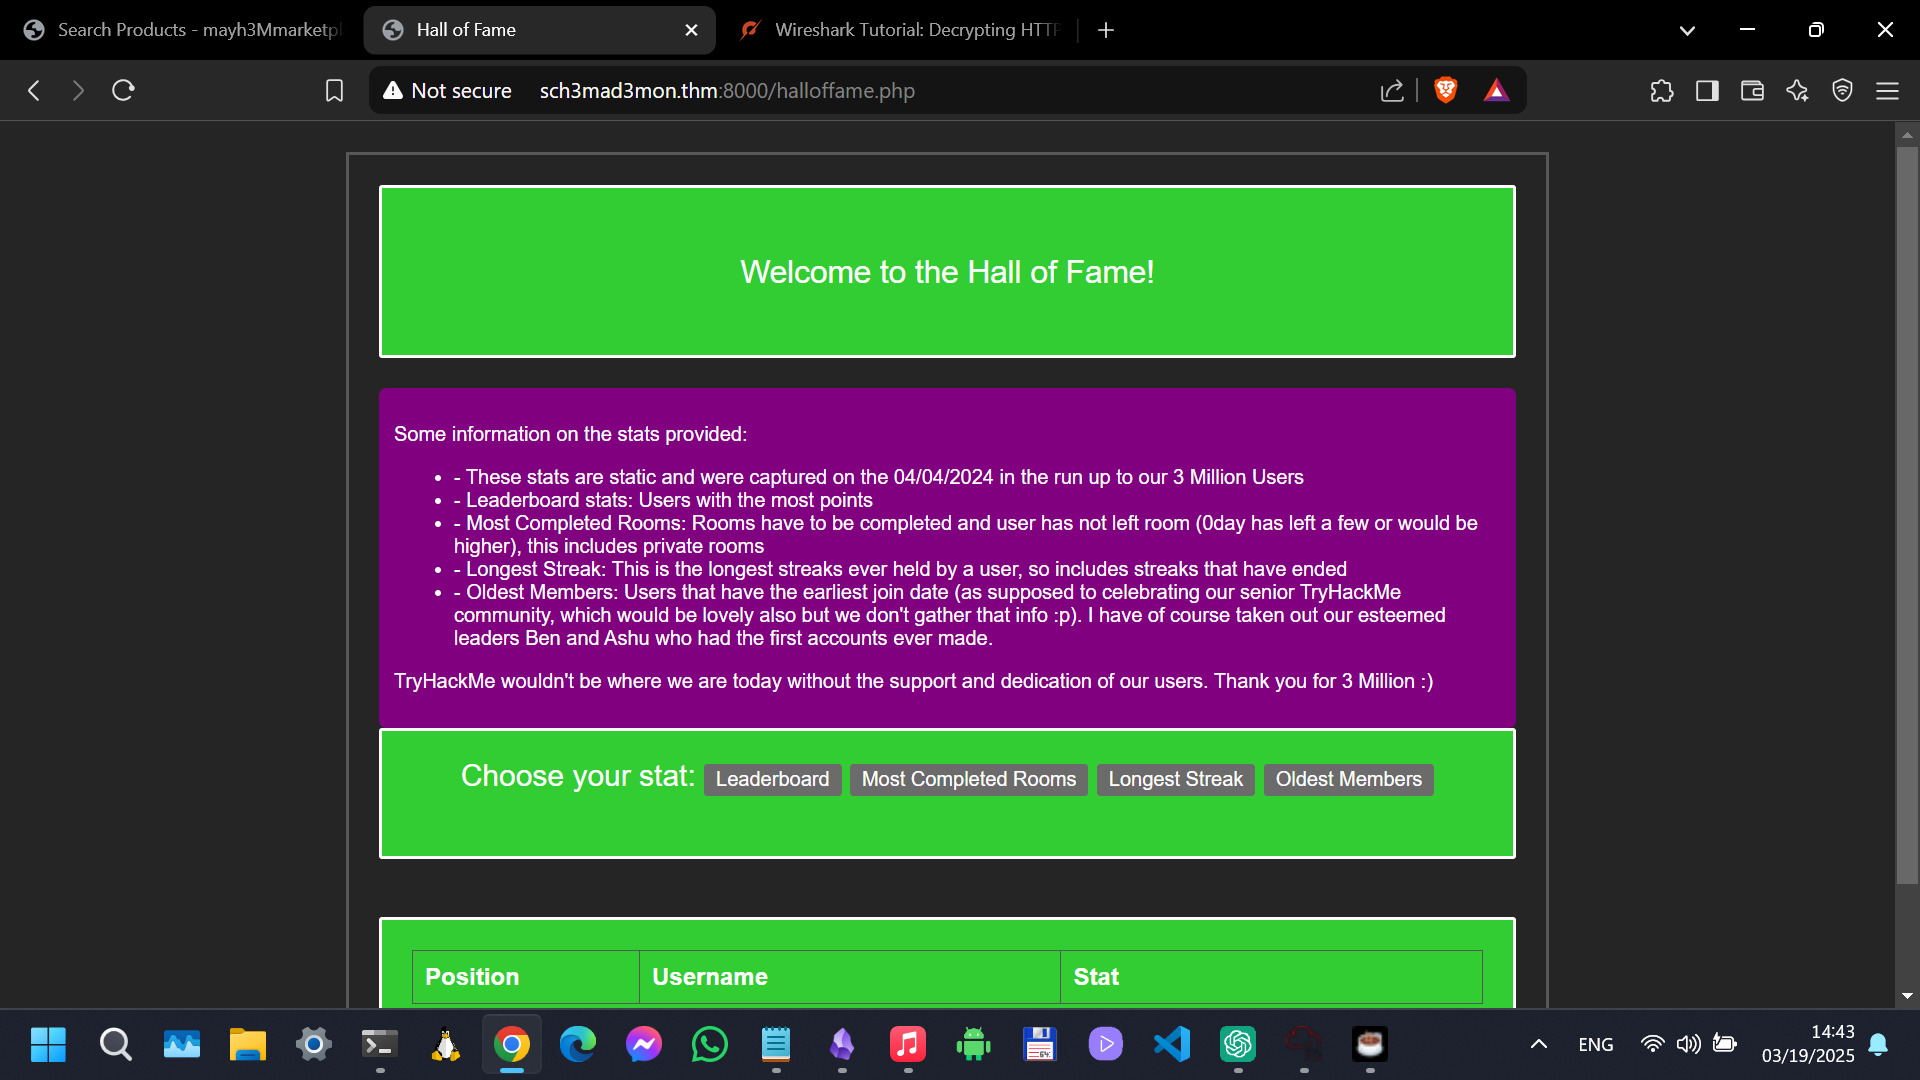 Search Products - mayh3Mmarketpl
Hall of Fame
Wireshark Tutorial: Decrypting HTTP
Not secure
sch3mad3mon.thm:8000/halloffame.php
Welcome to the Hall of Fame!
Some information on the stats provided:
- These stats are static and were captured on the 04/04/2024 in the run up to our 3 Million Users
- Leaderboard stats: Users with the most points
- Most Completed Rooms: Rooms have to be completed and user has not left room (0day has left a few or would be
higher), this includes private rooms
- Longest Streak: This is the longest streaks ever held by a user, so includes streaks that have ended
- Oldest Members: Users that have the earliest join date (as supposed to celebrating our senior TryHackMe
community, which would be lovely also but we don't gather that info :p). I have of course taken out our esteemed
leaders Ben and Ashu who had the first accounts ever made.
TryHackMe wouldn't be where we are today without the support and dedication of our users. Thank you for 3 Million :)
Choose your stat: Leaderboard Most Completed Rooms Longest Streak Oldest Members
Position Username Stat
64
ENG
14:43
03/19/2025